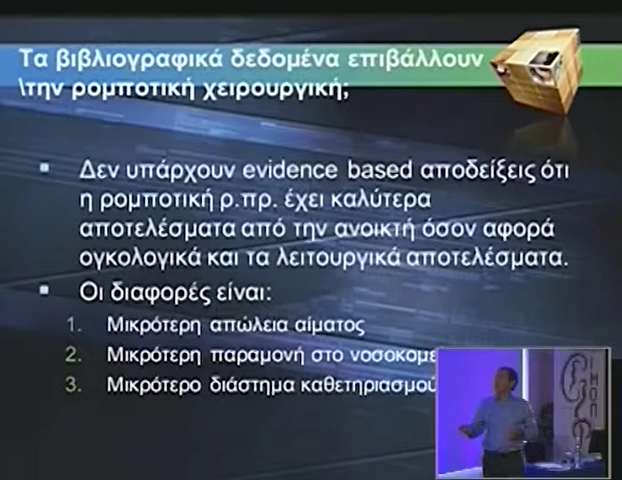 Τα βιβλιογραφικά δεδομένα επιβάλλουν
\την ρομποτική χειρουργική;
Δεν υπάρχουν evidence based αποδείξεις ότι
η ρομποτική ρ.πρ. έχει καλύτερα
αποτελέσματα από την ανοικτή όσον αφορά
ογκολογικά και τα λειτουργικά αποτελέσματα.
Οι διαφορές είναι:
1. Μικρότερη απώλεια αίματος
2. Μικρότερη παραμονή στο νοσοκομε
3. Μικρότερο διάστημα καθετηριασμού